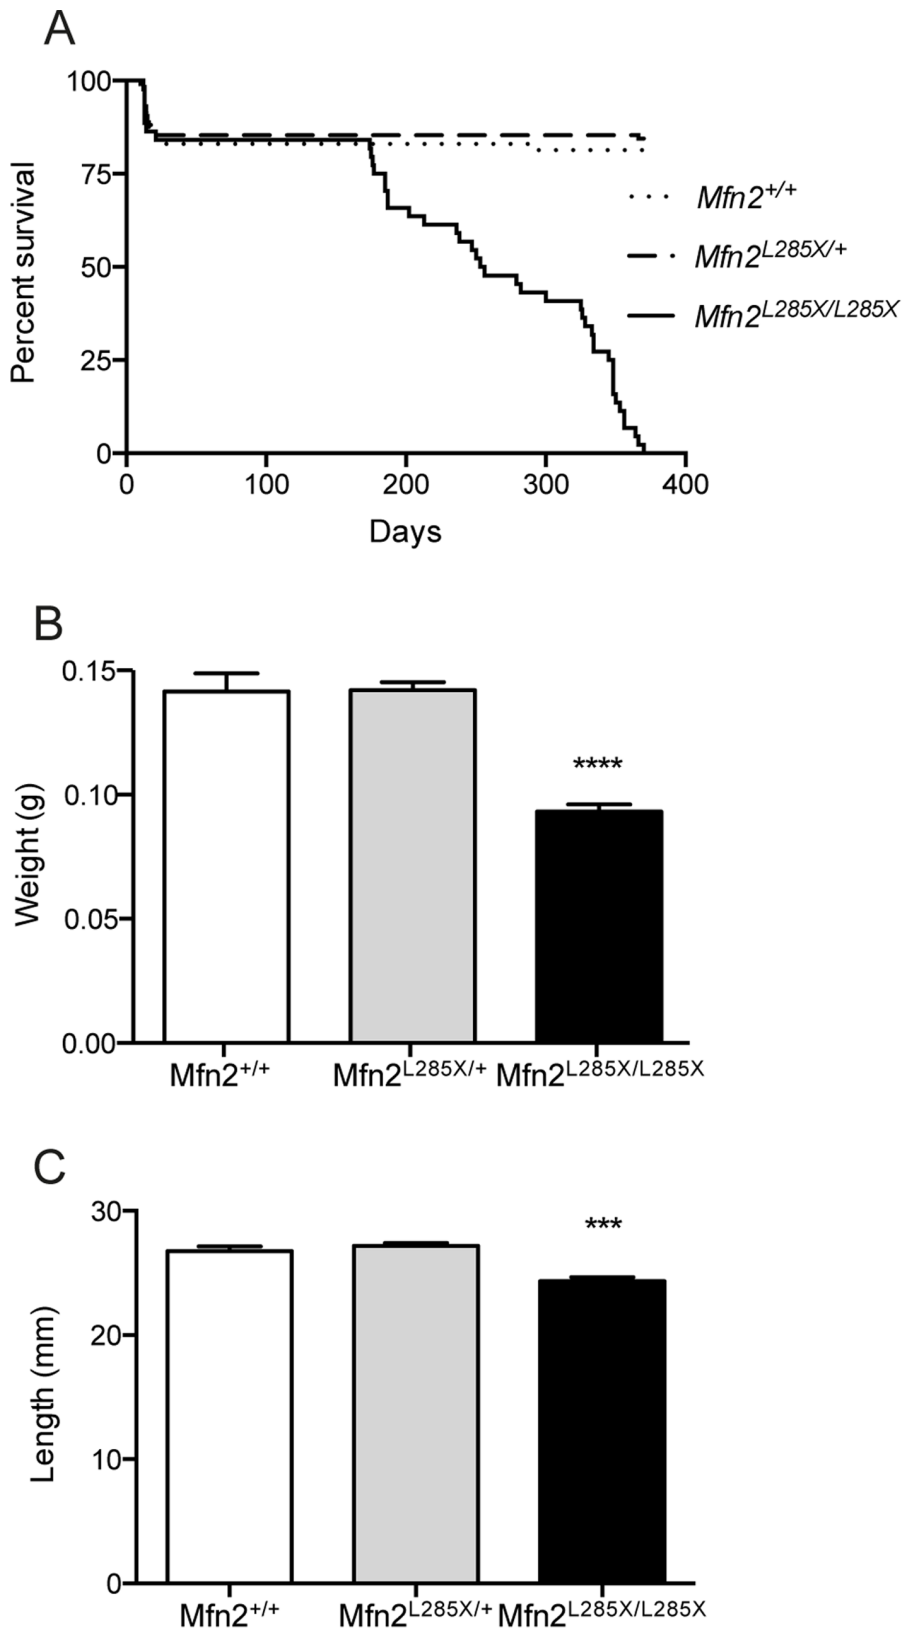 A
100
75
50
25
0
Percent survival
0 100 200 300 400
Days
Mfn2+/+
Mfn2L285X/+
Mfn2L285X/L285X
B
0.15
0.10
0.05
0.00
Weight (g)
****
Mfn2+/+ Mfn2L285X/+ Mfn2L285X/L285X
C
30
20
10
0
Length (mm)
***
Mfn2+/+ Mfn2L285X/+ Mfn2L285X/L285X